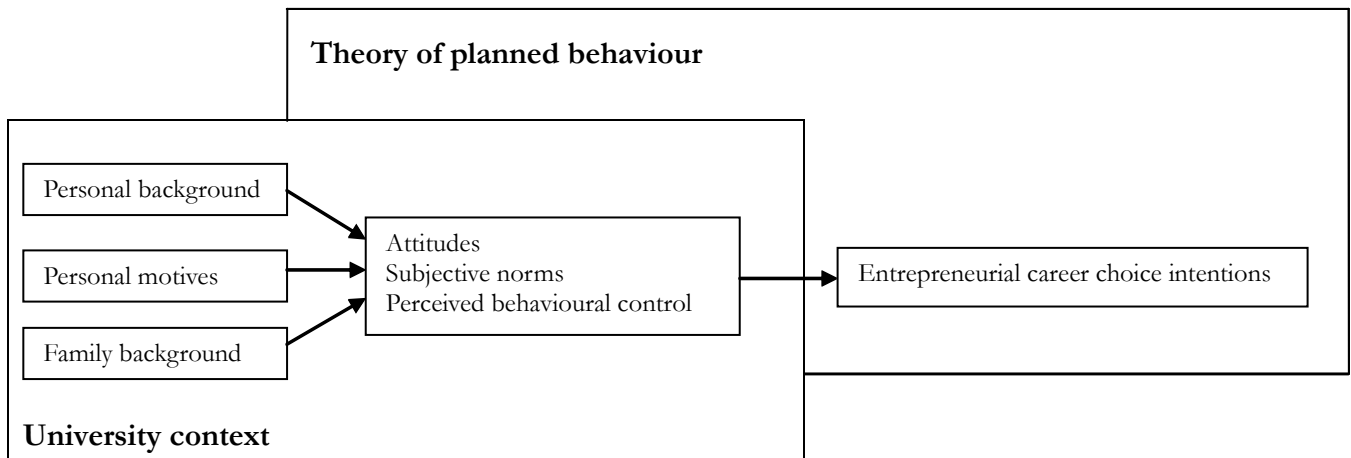 Theory of planned behaviour
Personal background
Personal motives
Family background
Attitudes
Subjective norms
Perceived behavioural control
Entrepreneurial career choice intentions
University context